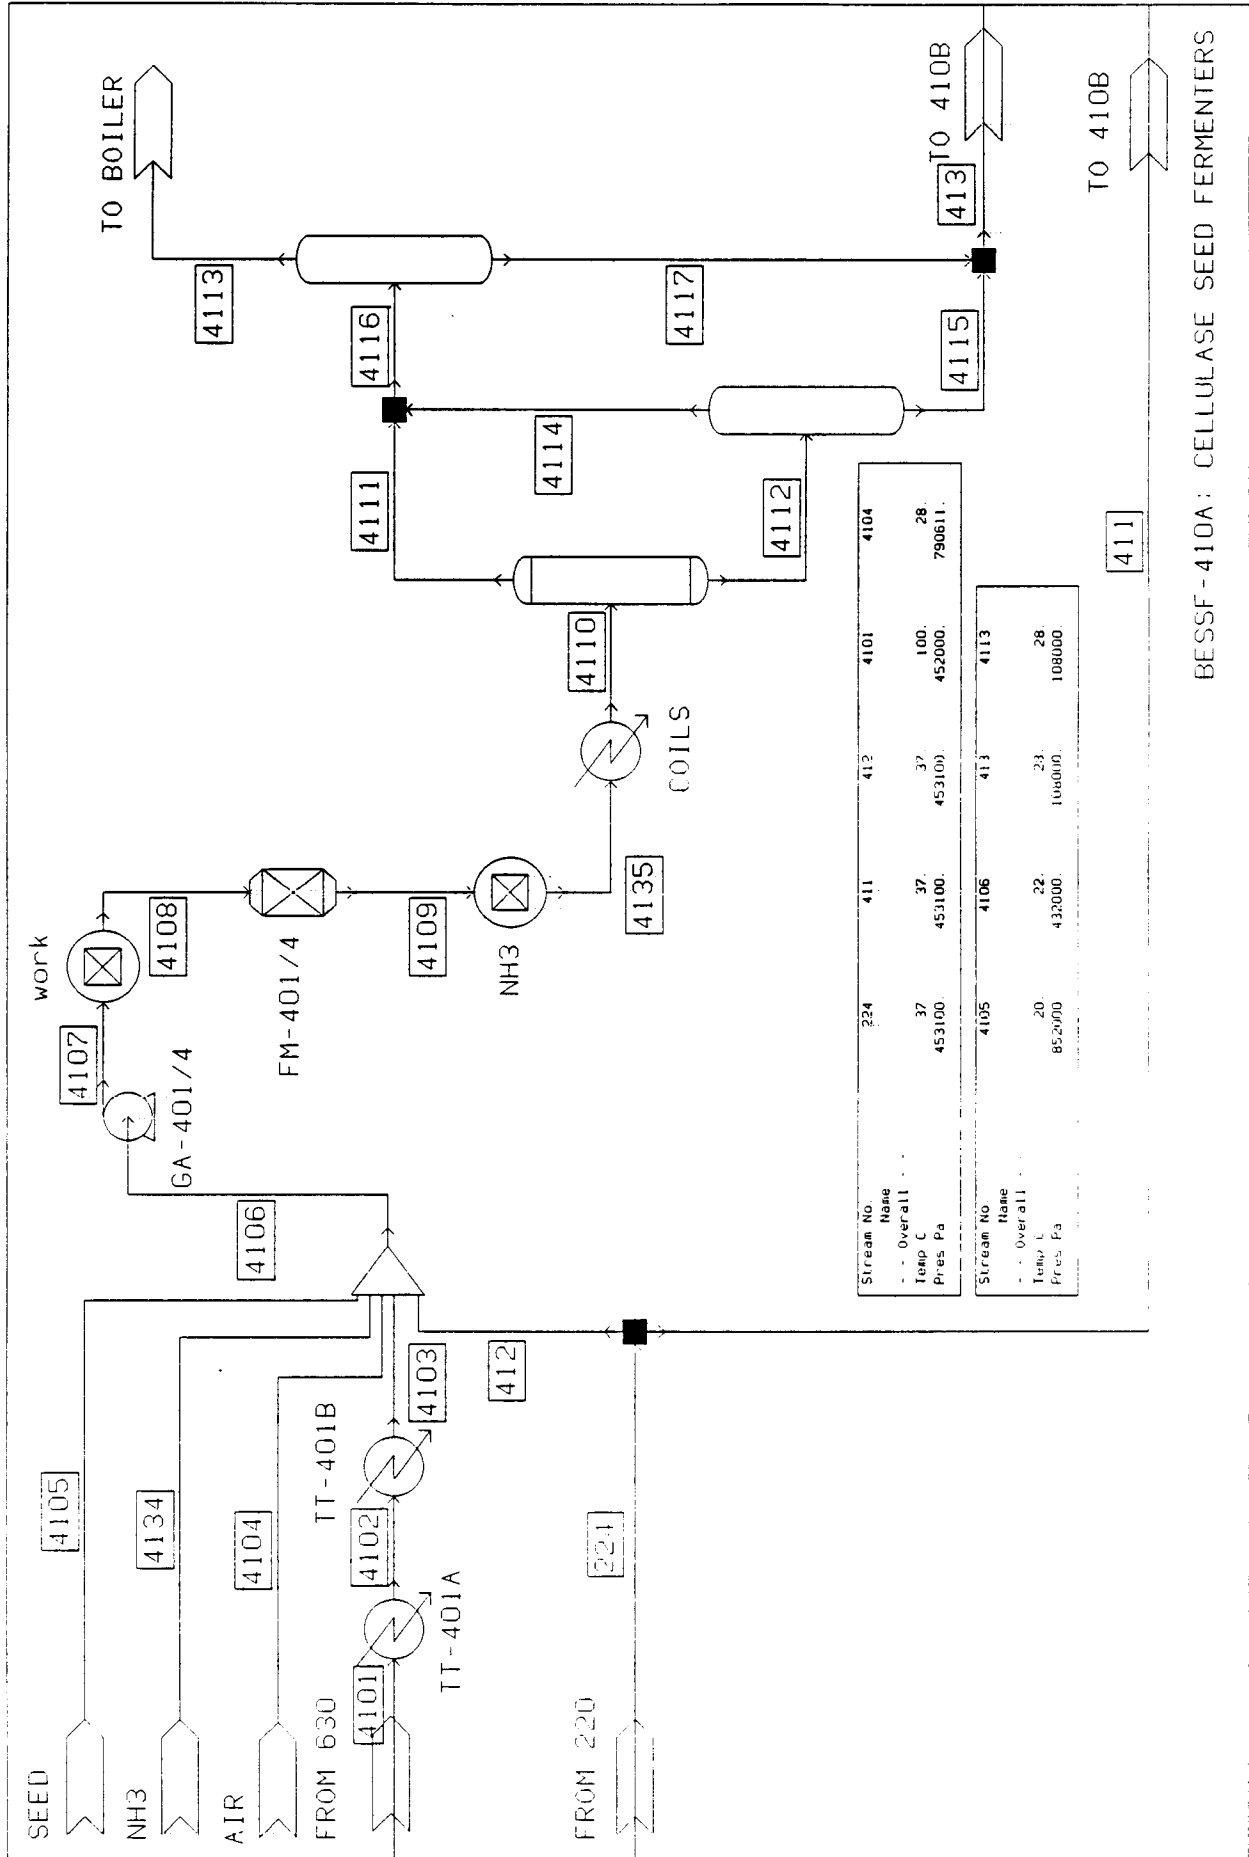 SEED
4105
NH3
4134
AIR
4104
FROM 630
4101
TT-401A
4102
TT-401B
4103
FROM 220
224
412
4106
GA-401/4
4107
work
4108
FM-401/4
4109
NH3
4135
COILS
4110
4111
4112
4114
4116
4113
TO BOILER
4117
4115
413
TO 410B
411
TO 410B
Stream No. 224 411 412 4101 4104
Name
- - Overall - -
Temp C 37 37. 37. 100. 28.
Pres Pa 453100. 453100. 453100. 452000. 790611.
Stream No. 4105 4106 413 4113
Name
- - Overall - -
Temp C 20. 22. 28.
Pres Pa 852000 432000. 108000. 108000.
BESSF-410A: CELLULASE SEED FERMENTERS